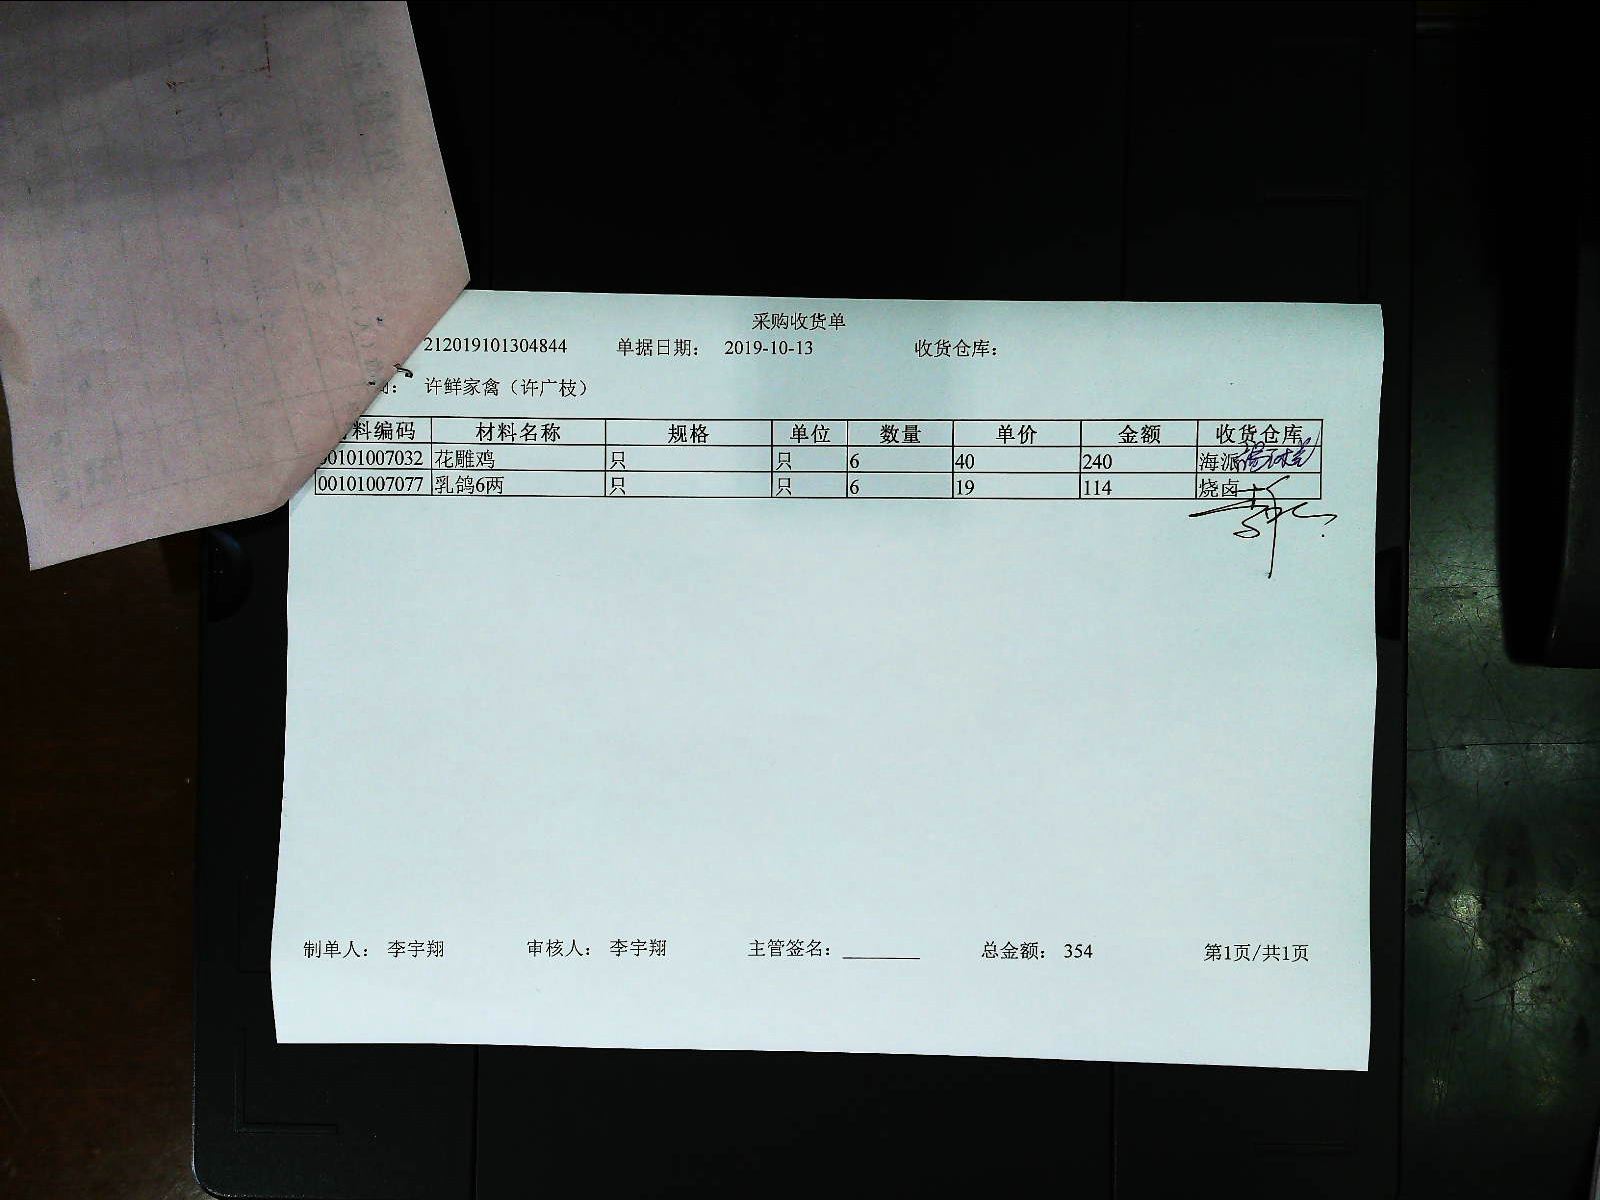 采购收货单
212019101304844 单据日期： 2019-10-13 收货仓库：
： 许鲜家禽（许广枝）
料编码 材料名称 规格 单位 数量 单价 金额 收货仓库
00101007032 花雕鸡 只 只 6 40 240 海派
00101007077 乳鸽6两 只 只 6 19 114 烧卤
制单人： 李宇翔 审核人： 李宇翔 主管签名： 总金额： 354 第1页/共1页